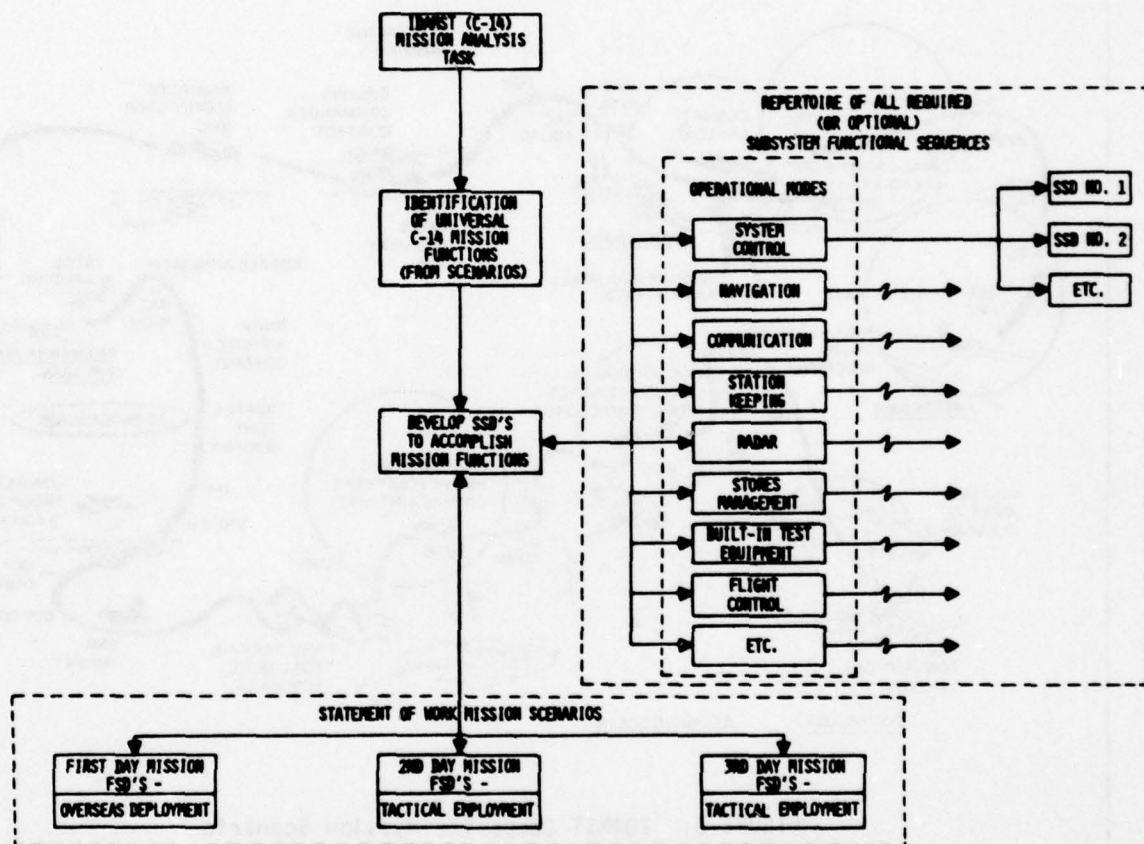 IDAMST (C-14)
MISSION ANALYSIS
TASK
IDENTIFICATION
OF UNIVERSAL
C-14 MISSION
FUNCTIONS
(FROM SCENARIOS)
DEVELOP SSD'S
TO ACCOMPLISH
MISSION FUNCTIONS
REPERTOIRE OF ALL REQUIRED
(OR OPTIONAL)
SUBSYSTEM FUNCTIONAL SEQUENCES
OPERATIONAL MODES
SYSTEM
CONTROL
NAVIGATION
COMMUNICATION
STATION
KEEPING
RADAR
STORES
MANAGEMENT
BUILT-IN TEST
EQUIPMENT
FLIGHT
CONTROL
ETC.
SSD NO. 1
SSD NO. 2
ETC.
STATEMENT OF WORK MISSION SCENARIOS
FIRST DAY MISSION
FSD'S -
OVERSEAS DEPLOYMENT
2ND DAY MISSION
FSD'S -
TACTICAL EMPLOYMENT
3RD DAY MISSION
FSD'S -
TACTICAL EMPLOYMENT